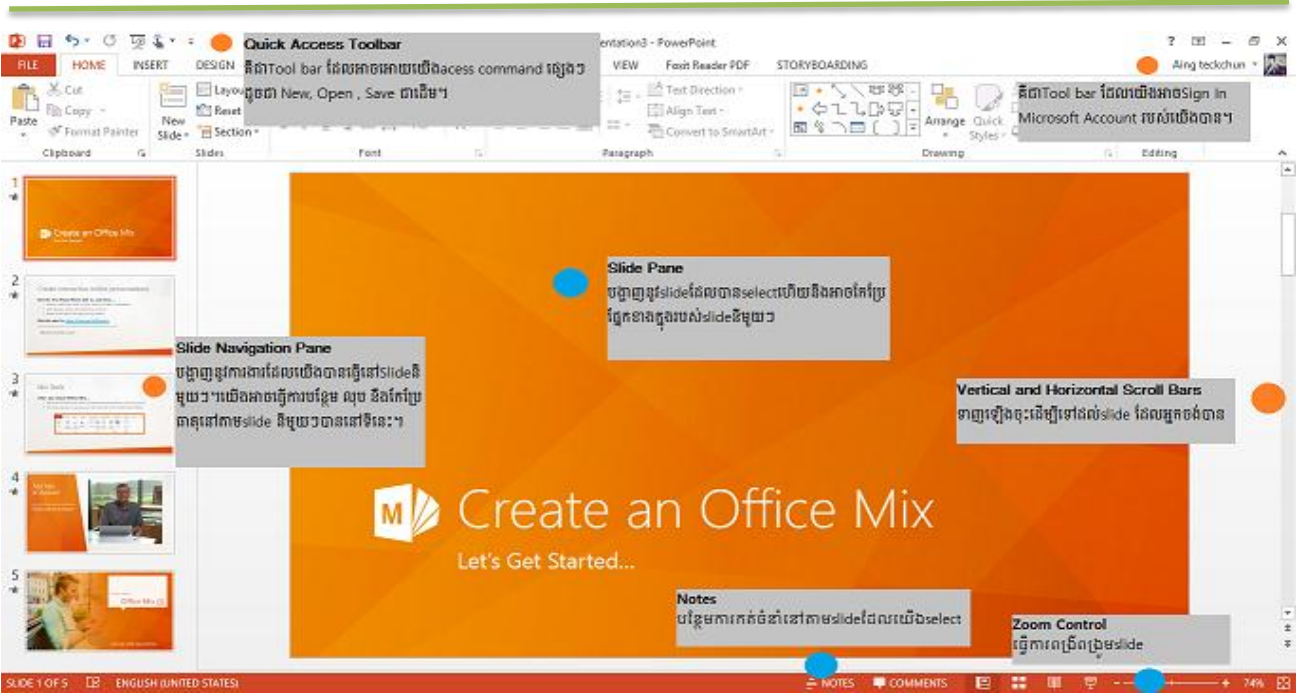 Quick Access Toolbar
entation3 - PowerPoint
FILE HOME INSERT DESIGN VIEW Foxit Reader PDF STORYBOARDING Aing teckchun
គឺជាTool bar ដែលអាចអោយយើងacess command ផ្សេងៗ
ដូចជា New, Open , Save ជាដើម។
គឺជាTool bar ដែលយើងអាចSign In
Microsoft Account របស់យើងបាន។
Cut
Copy
Format Painter
Paste
New
Slide
Layou
Reset
Section
Text Direction
Align Text
Convert to SmartArt
Arrange
Quick
Styles
Clipboard Slides Font Paragraph Drawing Editing
1
Create an Office Mix
2
3
4
5
Slide Pane
បង្ហាញនូវslideដែលបានselectហើយនិងអាចកែប្រែ
ផ្នែកខាងក្នុងរបស់slideនិមួយៗ
Slide Navigation Pane
បង្ហាញនូវការងារដែលយើងបានធ្វើនៅSlideនិ
មួយៗ។យើងអាចធ្វើការបន្ថែម លុប នឹងកែប្រែ
ធាតុនៅតាមslide និមួយៗបាននៅទីនេះ។
Vertical and Horizontal Scroll Bars
ទាញឡើងចុះដើម្បីទៅដល់slide ដែលអ្នកចង់បាន
M
Create an Office Mix
Let's Get Started...
Notes
បន្ថែមការកត់ចំនាំនៅតាមslideដែលយើងselect
Zoom Control
ធ្វើការពង្រីពង្រួមslide
SLIDE 1 OF 5 ENGLISH (UNITED STATES) NOTES COMMENTS 74%